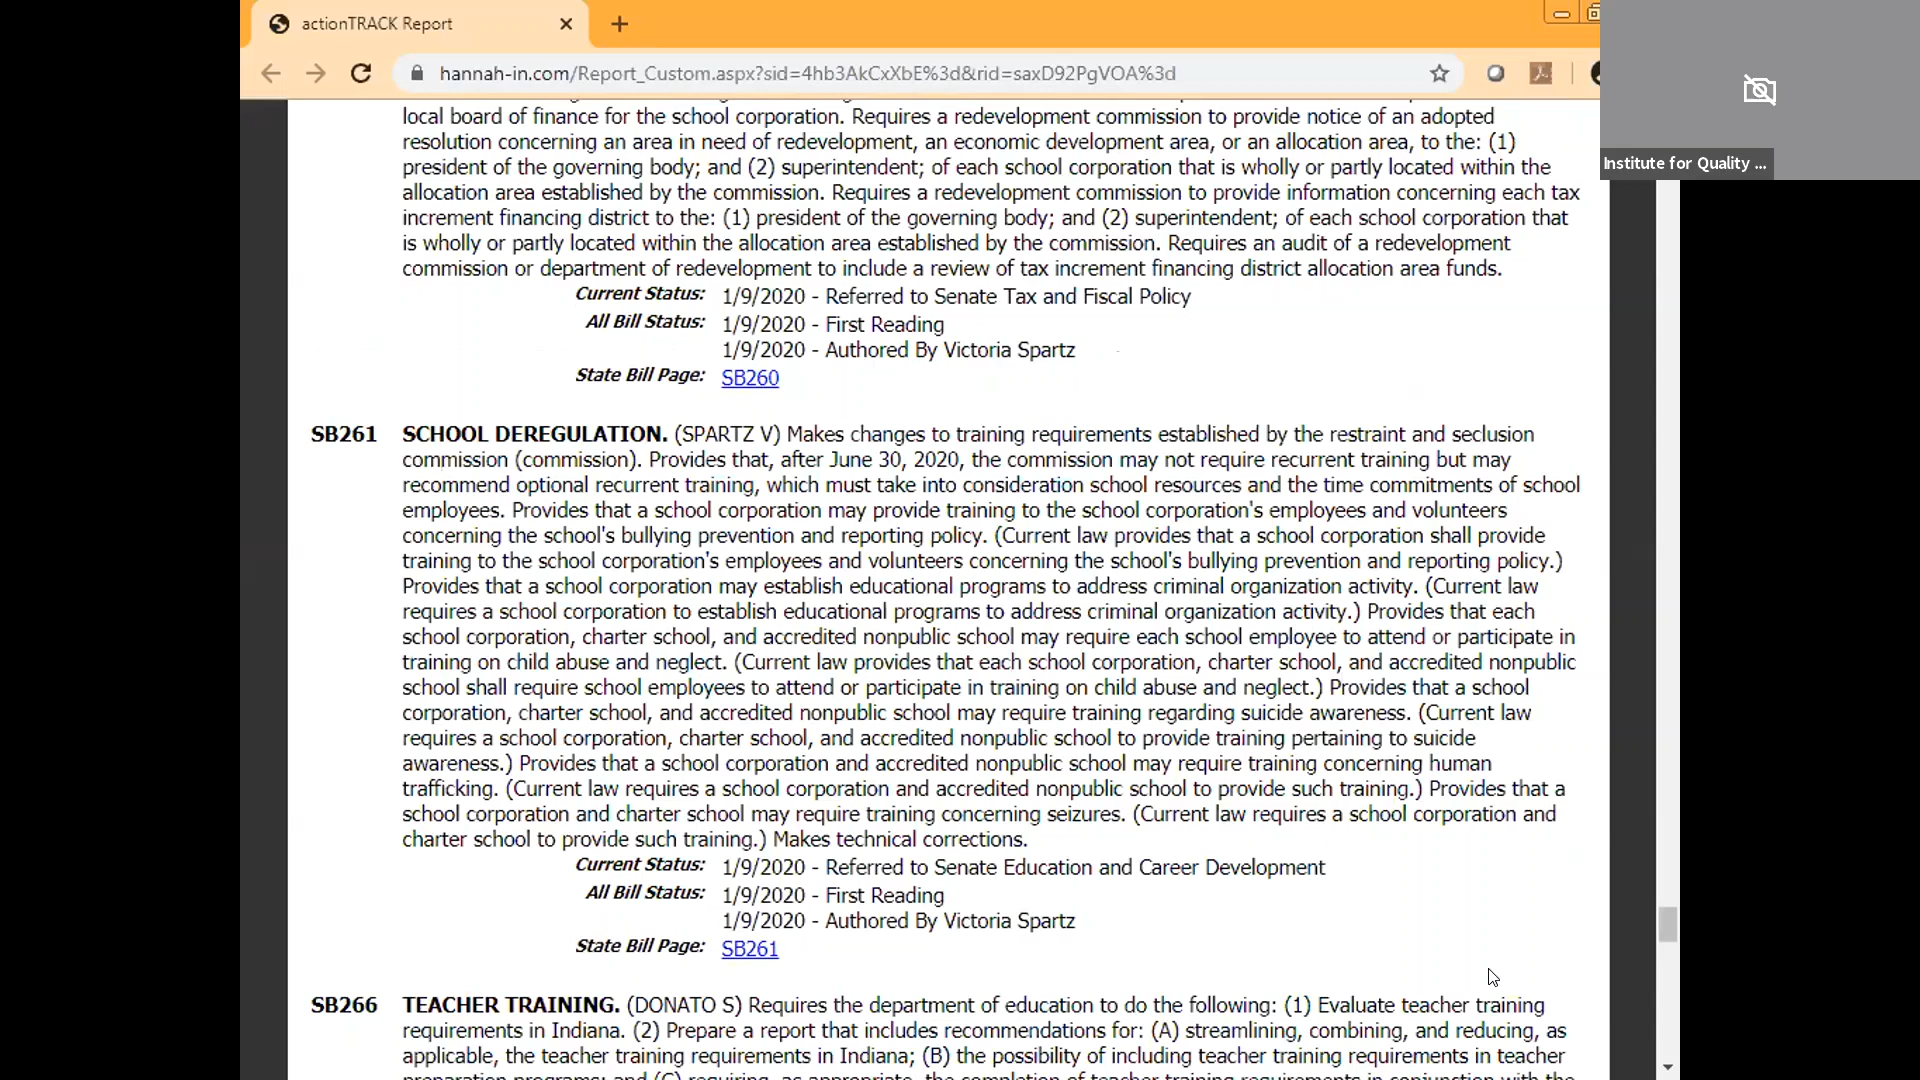 actionTRACK Report
hannah-in.com/Report_Custom.aspx?sid=4hb3AkCxXbE%3d&rid=saxD92PgVOA%3d
Institute for Quality ...
local board of finance for the school corporation. Requires a redevelopment commission to provide notice of an adopted
resolution concerning an area in need of redevelopment, an economic development area, or an allocation area, to the: (1)
president of the governing body; and (2) superintendent; of each school corporation that is wholly or partly located within the
allocation area established by the commission. Requires a redevelopment commission to provide information concerning each tax
increment financing district to the: (1) president of the governing body; and (2) superintendent; of each school corporation that
is wholly or partly located within the allocation area established by the commission. Requires an audit of a redevelopment
commission or department of redevelopment to include a review of tax increment financing district allocation area funds.
Current Status: 1/9/2020 - Referred to Senate Tax and Fiscal Policy
All Bill Status: 1/9/2020 - First Reading
1/9/2020 - Authored By Victoria Spartz
State Bill Page: SB260
SB261 SCHOOL DEREGULATION. (SPARTZ V) Makes changes to training requirements established by the restraint and seclusion
commission (commission). Provides that, after June 30, 2020, the commission may not require recurrent training but may
recommend optional recurrent training, which must take into consideration school resources and the time commitments of school
employees. Provides that a school corporation may provide training to the school corporation's employees and volunteers
concerning the school's bullying prevention and reporting policy. (Current law provides that a school corporation shall provide
training to the school corporation's employees and volunteers concerning the school's bullying prevention and reporting policy.)
Provides that a school corporation may establish educational programs to address criminal organization activity. (Current law
requires a school corporation to establish educational programs to address criminal organization activity.) Provides that each
school corporation, charter school, and accredited nonpublic school may require each school employee to attend or participate in
training on child abuse and neglect. (Current law provides that each school corporation, charter school, and accredited nonpublic
school shall require school employees to attend or participate in training on child abuse and neglect.) Provides that a school
corporation, charter school, and accredited nonpublic school may require training regarding suicide awareness. (Current law
requires a school corporation, charter school, and accredited nonpublic school to provide training pertaining to suicide
awareness.) Provides that a school corporation and accredited nonpublic school may require training concerning human
trafficking. (Current law requires a school corporation and accredited nonpublic school to provide such training.) Provides that a
school corporation and charter school may require training concerning seizures. (Current law requires a school corporation and
charter school to provide such training.) Makes technical corrections.
Current Status: 1/9/2020 - Referred to Senate Education and Career Development
All Bill Status: 1/9/2020 - First Reading
1/9/2020 - Authored By Victoria Spartz
State Bill Page: SB261
SB266 TEACHER TRAINING. (DONATO S) Requires the department of education to do the following: (1) Evaluate teacher training
requirements in Indiana. (2) Prepare a report that includes recommendations for: (A) streamlining, combining, and reducing, as
applicable, the teacher training requirements in Indiana; (B) the possibility of including teacher training requirements in teacher
preparation programs; and (C) requiring, as appropriate, the completion of teacher training requirements in conjunction with the